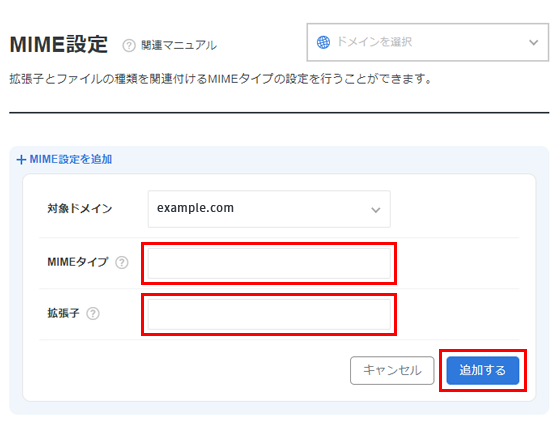 MIME設定 ? 関連マニュアル ドメインを選択
拡張子とファイルの種類を関連付けるMIMEタイプの設定を行うことができます。
+ MIME設定を追加
対象ドメイン example.com
MIMEタイプ ?
拡張子 ?
キャンセル 追加する